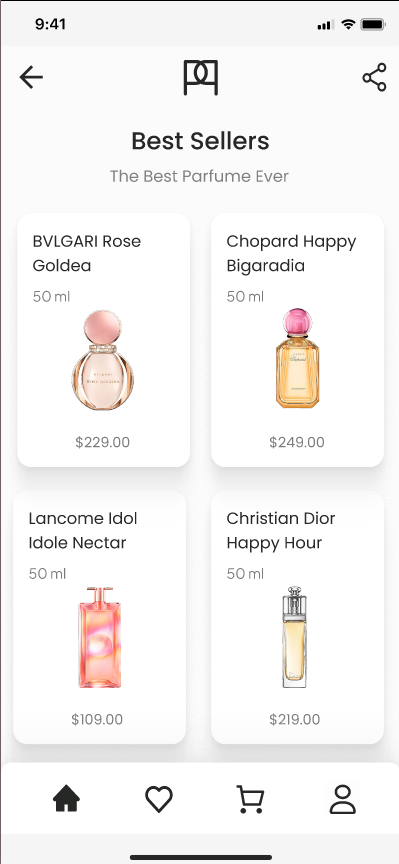 9:41
Best Sellers
The Best Parfume Ever
BVLGARI Rose
Goldea
50 ml
$229.00
Chopard Happy
Bigaradia
50 ml
Chopard
$249.00
Lancome Idol
Idole Nectar
50 ml
$109.00
Christian Dior
Happy Hour
50 ml
$219.00